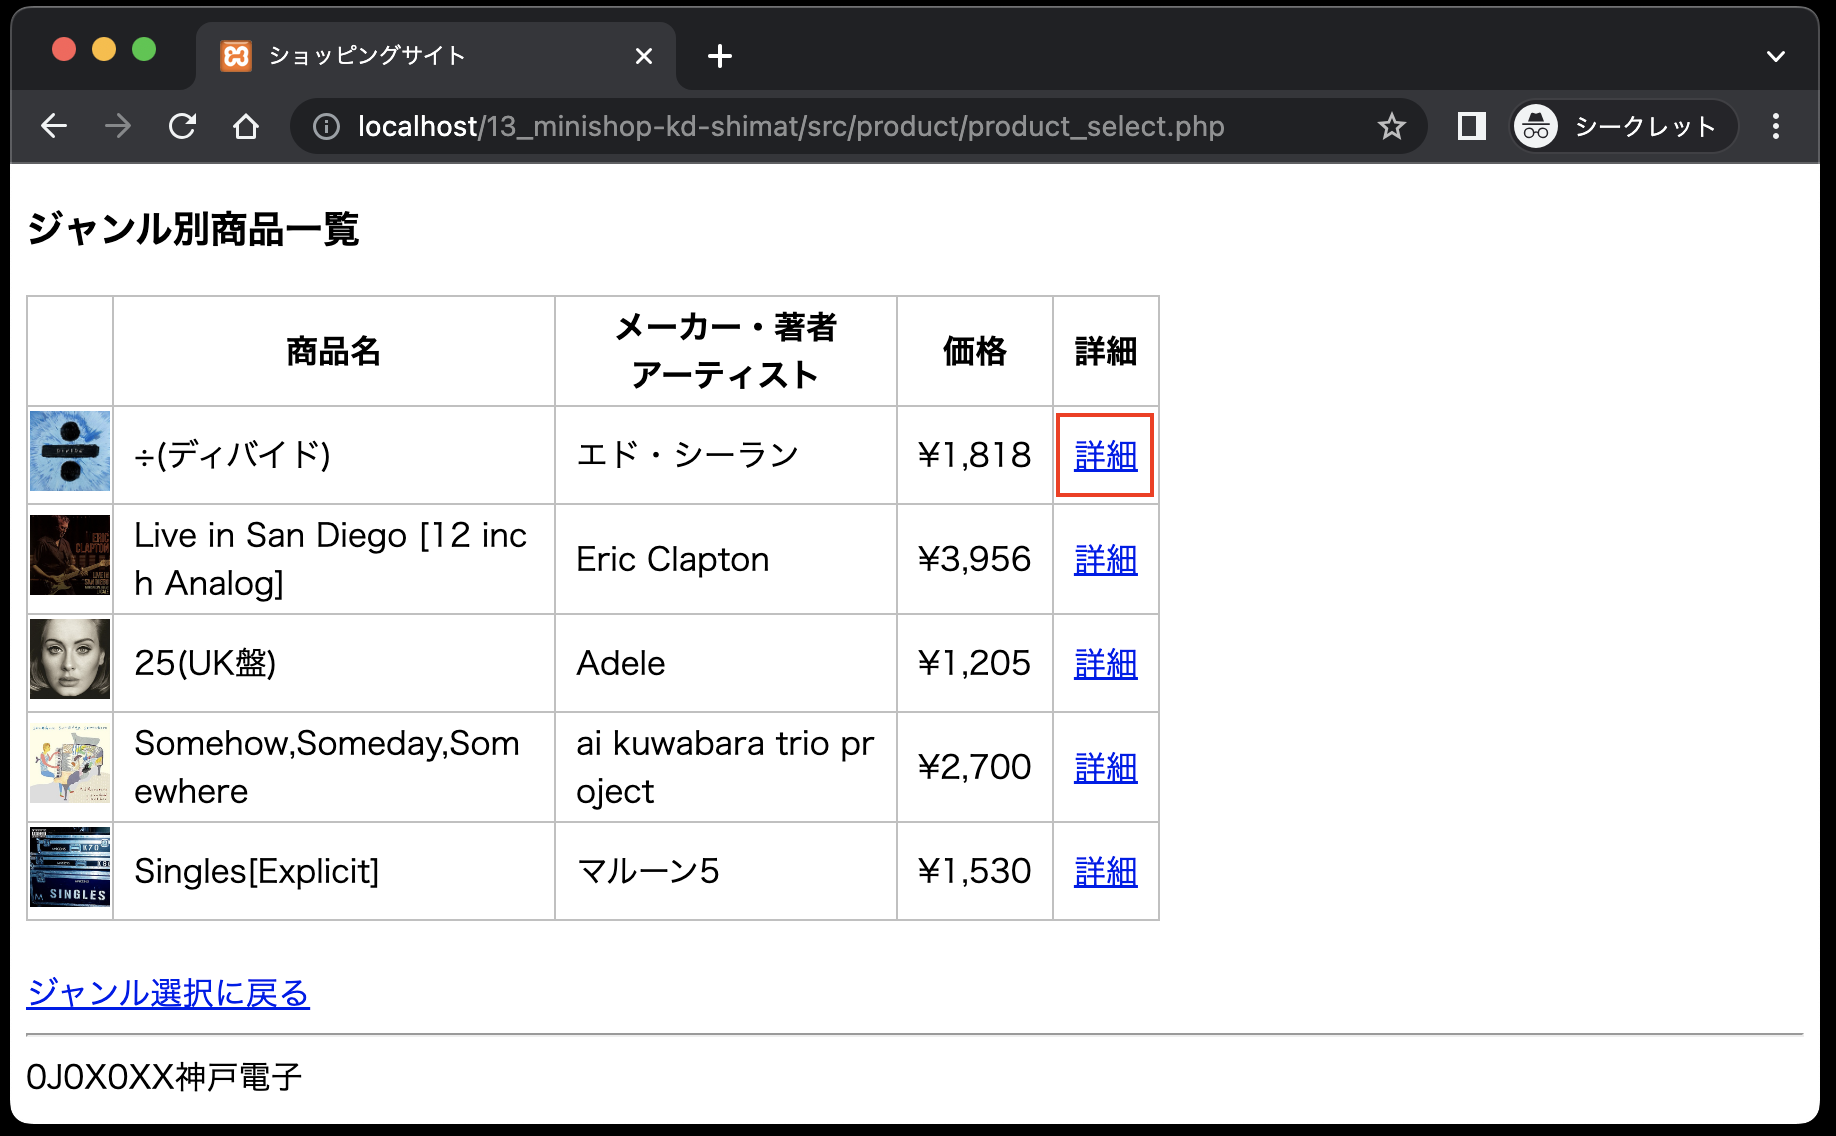 ショッピングサイト
localhost/13_minishop-kd-shimat/src/product/product_select.php
シークレット
ジャンル別商品一覧
商品名
メーカー・著者
アーティスト
価格
詳細
÷(ディバイド)
エド・シーラン
¥1,818
詳細
Live in San Diego [12 inc
h Analog]
Eric Clapton
¥3,956
詳細
25(UK盤)
Adele
¥1,205
詳細
Somehow,Someday,Som
ewhere
ai kuwabara trio pr
oject
¥2,700
詳細
SINGLES
Singles[Explicit]
マルーン5
¥1,530
詳細
ジャンル選択に戻る
0J0X0XX神戸電子